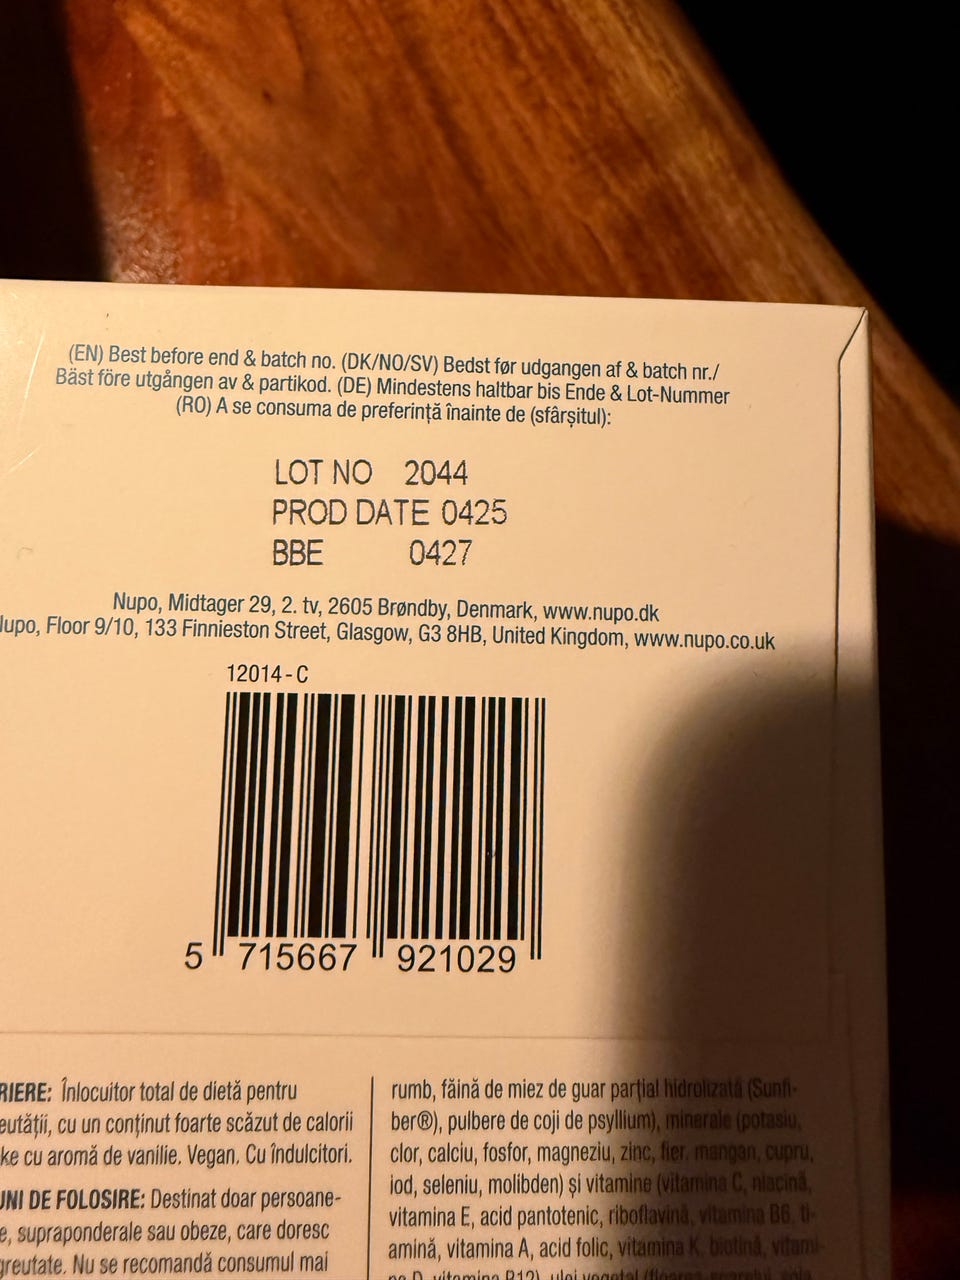 (EN) Best before end & batch no. (DK/NO/SV) Bedst før udgangen af & batch nr./
Bäst före utgången av & partikod. (DE) Mindestens haltbar bis Ende & Lot-Nummer
(RO) A se consuma de preferință înainte de (sfârșitul):
LOT NO 2044
PROD DATE 0425
BBE 0427
Nupo, Midtager 29, 2. tv, 2605 Brøndby, Denmark, www.nupo.dk
Nupo, Floor 9/10, 133 Finnieston Street, Glasgow, G3 8HB, United Kingdom, www.nupo.co.uk
12014-C
5 715667 921029
RIERE: Înlocuitor total de dietă pentru
eutății, cu un conținut foarte scăzut de calorii
ke cu aromă de vanilie. Vegan. Cu îndulcitori.
UNI DE FOLOSIRE: Destinat doar persoane-
e, supraponderale sau obeze, care doresc
greutate. Nu se recomandă consumul mai
rumb, făină de miez de guar parțial hidrolizată (Sunfi-
ber®), pulbere de coji de psyllium), minerale (potasiu,
clor, calciu, fosfor, magneziu, zinc, fier, mangan, cupru,
iod, seleniu, molibden) și vitamine (vitamina C, niacină,
vitamina E, acid pantotenic, riboflavină, vitamina B6, ti-
amină, vitamina A, acid folic, vitamina K, biotină, vitami-
na D, vitamina B12), ulei vegetal